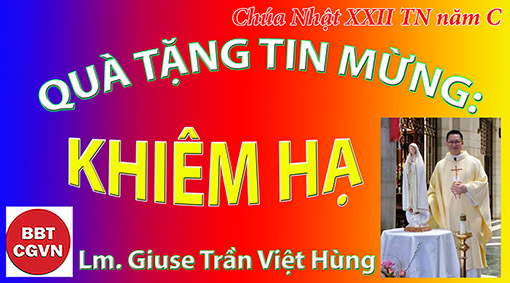 Chúa Nhật XXII TN năm C
QUÀ TẶNG TIN MỪNG:
KHIÊM HẠ
BBT
CGVN
Lm. Giuse Trần Việt Hùng